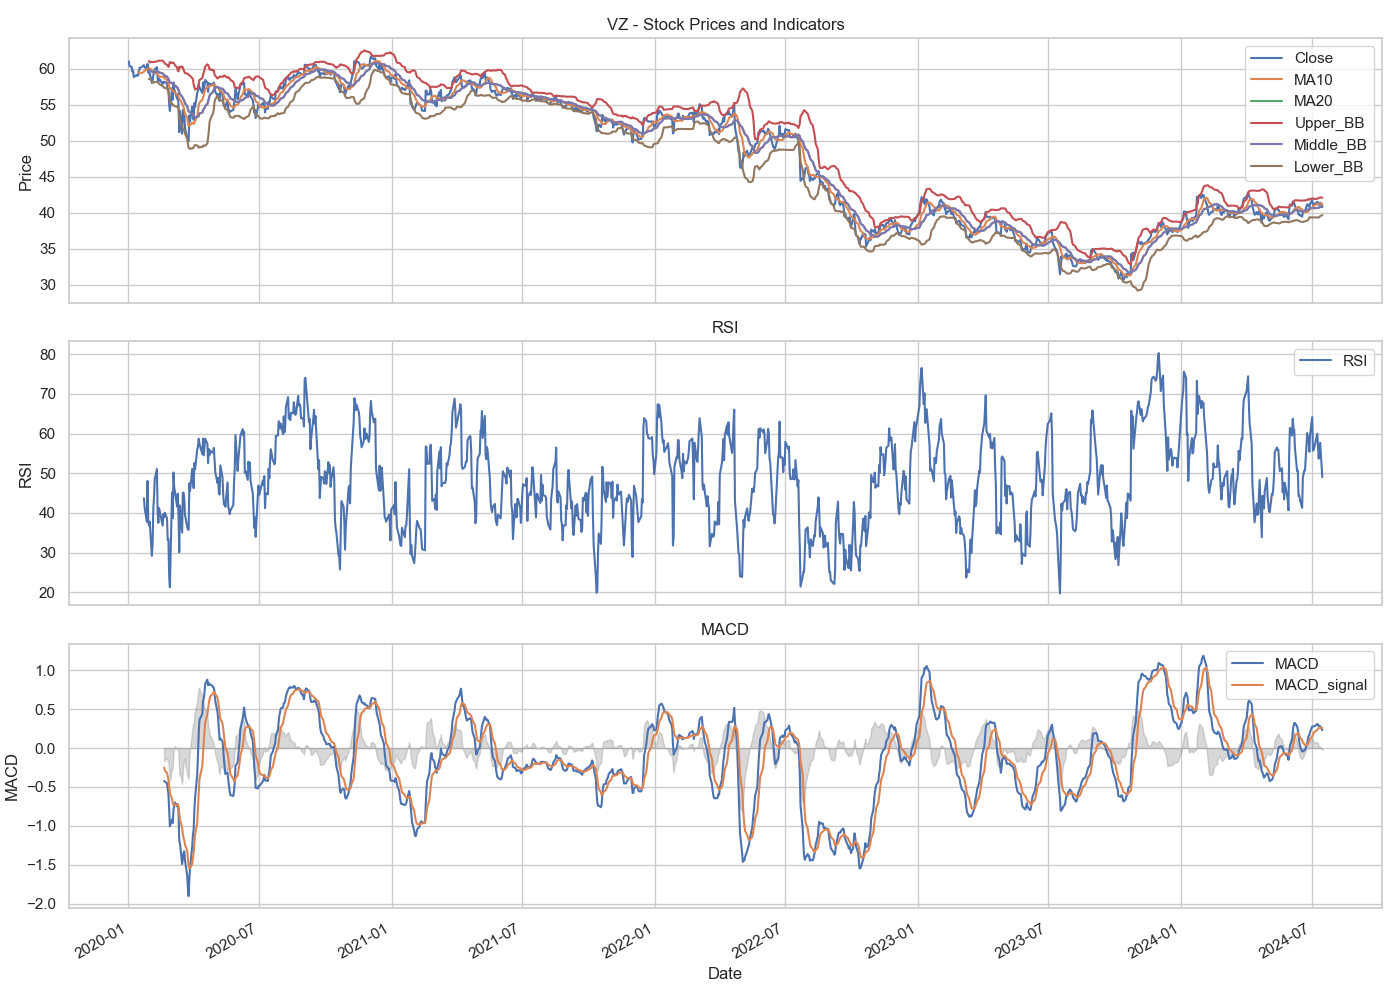 VZ - Stock Prices and Indicators
Price
60
55
50
45
40
35
30
Close
MA10
MA20
Upper_BB
Middle_BB
Lower_BB
RSI
RSI
80
70
60
50
40
30
20
RSI
MACD
MACD
1.0
0.5
0.0
−0.5
−1.0
−1.5
−2.0
MACD
MACD_signal
2020-01
2020-07
2021-01
2021-07
2022-01
2022-07
2023-01
2023-07
2024-01
2024-07
Date